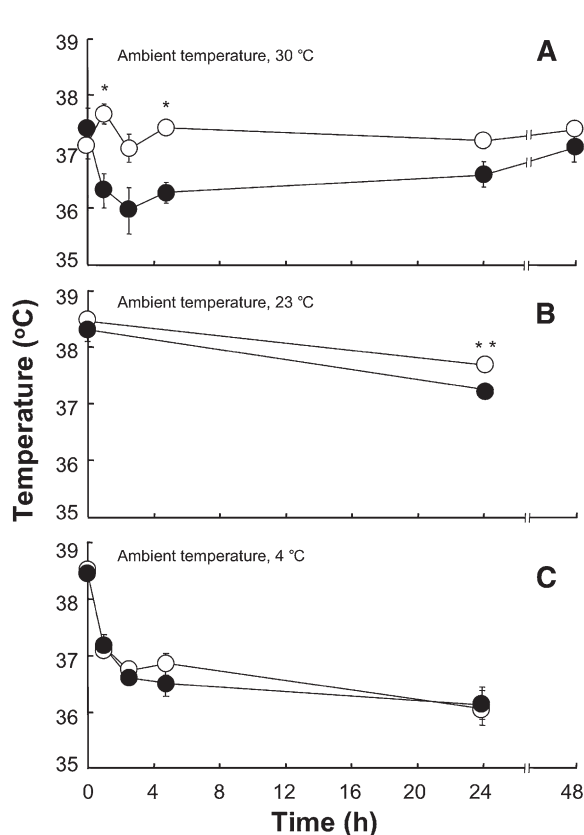 39
Ambient temperature, 30 °C
A
38
*
*
37
36
35
39
Ambient temperature, 23 °C
B
38
* *
37
36
35
Temperature (°C)
39
Ambient temperature, 4 °C
C
38
37
36
35
0 4 8 12 16 20 24 48
Time (h)